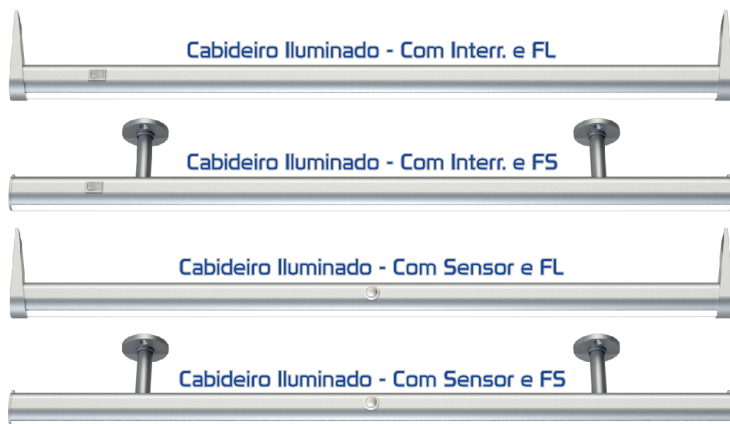 Cabideiro Iluminado - Com Interr. e FL
Cabideiro Iluminado - Com Interr. e FS
Cabideiro Iluminado - Com Sensor e FL
Cabideiro Iluminado - Com Sensor e FS